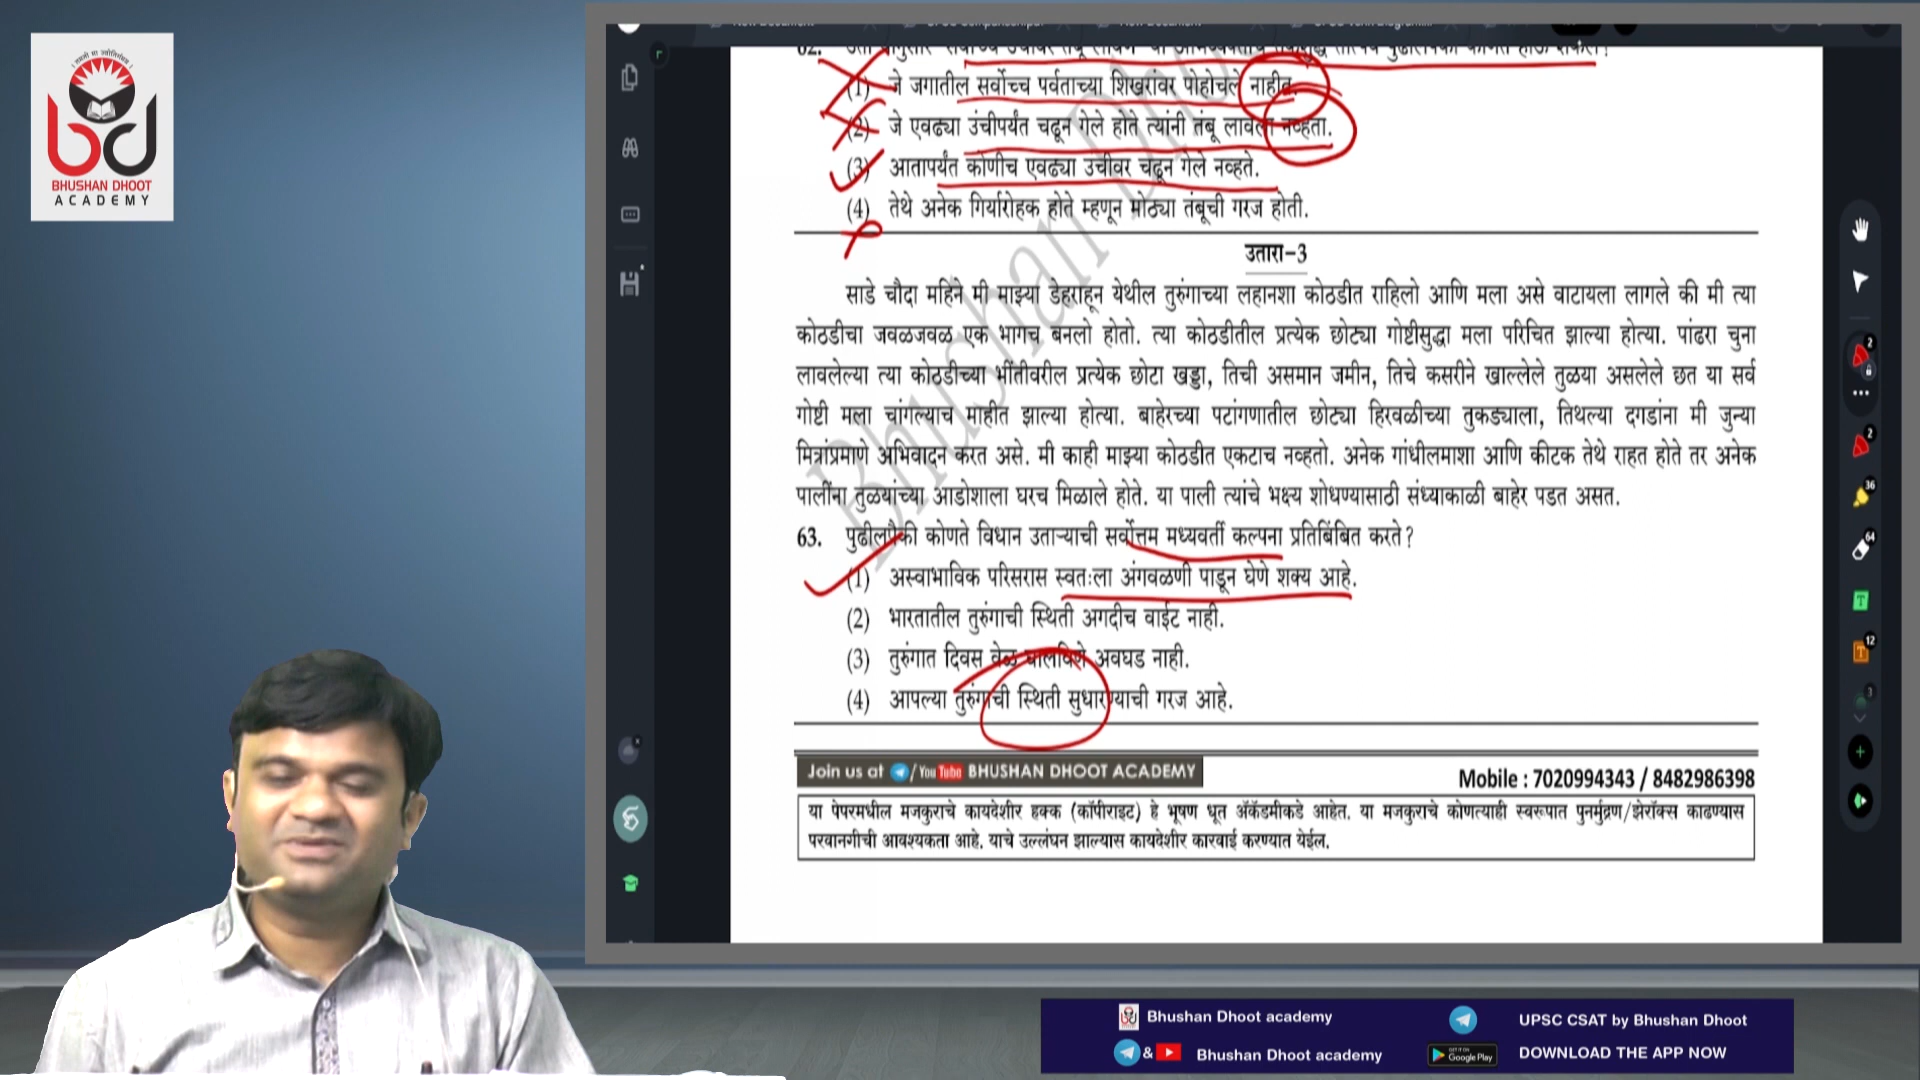 BHUSHAN DHOOT
ACADEMY
62.
(1) जे जगातील सर्वोच्च पर्वताच्या शिखरांवर पोहोचले नाहीत.
(2) जे एवढ्या उंचीपर्यंत चढून गेले होते त्यांनी तंबू लावला नव्हता.
(3) आतापर्यंत कोणीच एवढ्या उंचीवर चढून गेले नव्हते.
(4) तेथे अनेक गिर्यारोहक होते म्हणून मोठ्या तंबूची गरज होती.
उतारा-3
साडे चौदा महिने मी माझ्या डेहराडून येथील तुरुंगाच्या लहानशा कोठडीत राहिलो आणि मला असे वाटायला लागले की मी त्या
कोठडीचा जवळजवळ एक भागच बनलो होतो. त्या कोठडीतील प्रत्येक छोट्या गोष्टीसुद्धा मला परिचित झाल्या होत्या. पांढरा चुना
लावलेल्या त्या कोठडीच्या भींतीवरील प्रत्येक छोटा खड्डा, तिची असमान जमीन, तिचे कसरीने खाल्लेले तुळया असलेले छत या सर्व
गोष्टी मला चांगल्याच माहीत झाल्या होत्या. बाहेरच्या पटांगणातील छोट्या हिरवळीच्या तुकड्याला, तिथल्या दगडांना मी जुन्या
मित्रांप्रमाणे अभिवादन करत असे. मी काही माझ्या कोठडीत एकटाच नव्हतो. अनेक गांधीलमाशा आणि कीटक तेथे राहत होते तर अनेक
पालींना तुळयांच्या आडोशाला घरच मिळाले होते. या पाली त्यांचे भक्ष्य शोधण्यासाठी संध्याकाळी बाहेर पडत असत.
63. पुढीलपैकी कोणते विधान उताऱ्याची सर्वोत्तम मध्यवर्ती कल्पना प्रतिबिंबित करते?
(1) अस्वाभाविक परिसरास स्वतःला अंगवळणी पाडून घेणे शक्य आहे.
(2) भारतातील तुरुंगाची स्थिती अगदीच वाईट नाही.
(3) तुरुंगात दिवस वेळ घालविणे अवघड नाही.
(4) आपल्या तुरुंगाची स्थिती सुधारण्याची गरज आहे.
Join us at / YouTube BHUSHAN DHOOT ACADEMY
Mobile : 7020994343 / 8482986398
या पेपरमधील मजकुराचे कायदेशीर हक्क (कॉपीराइट) हे भूषण धूत अ‍ॅकॅडमीकडे आहेत. या मजकुराचे कोणत्याही स्वरूपात पुनर्मुद्रण/झेरॉक्स काढण्यास
परवानगीची आवश्यकता आहे. याचे उल्लंघन झाल्यास कायदेशीर कारवाई करण्यात येईल.
Bhushan Dhoot academy
UPSC CSAT by Bhushan Dhoot
& Bhushan Dhoot academy
Google Play
DOWNLOAD THE APP NOW